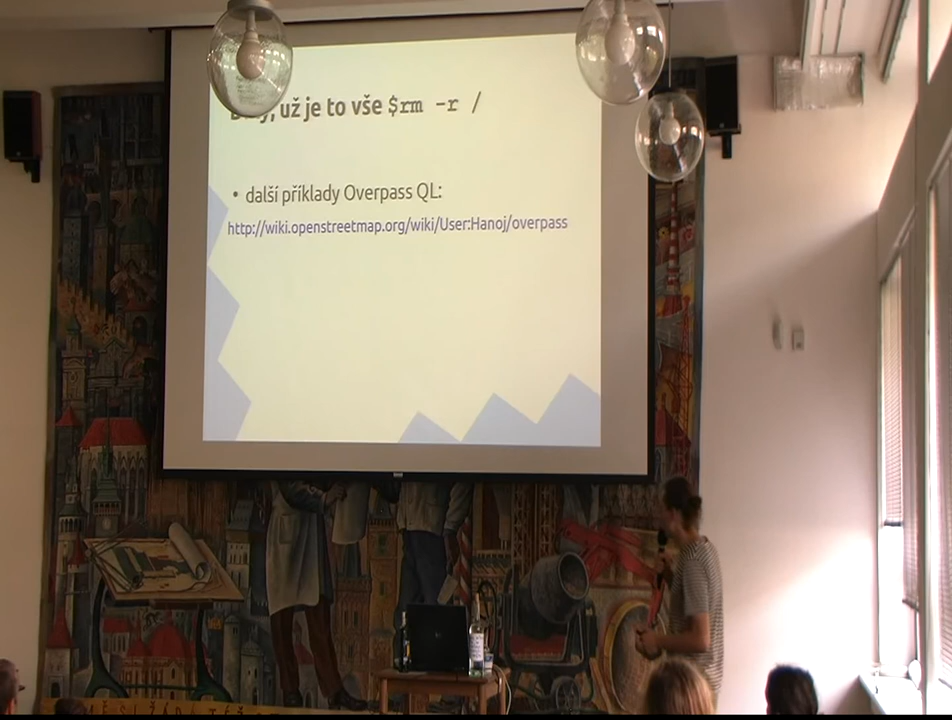 už je to vše $rm -r /
• další příklady Overpass QL:
http://wiki.openstreetmap.org/wiki/User:Hanoj/overpass